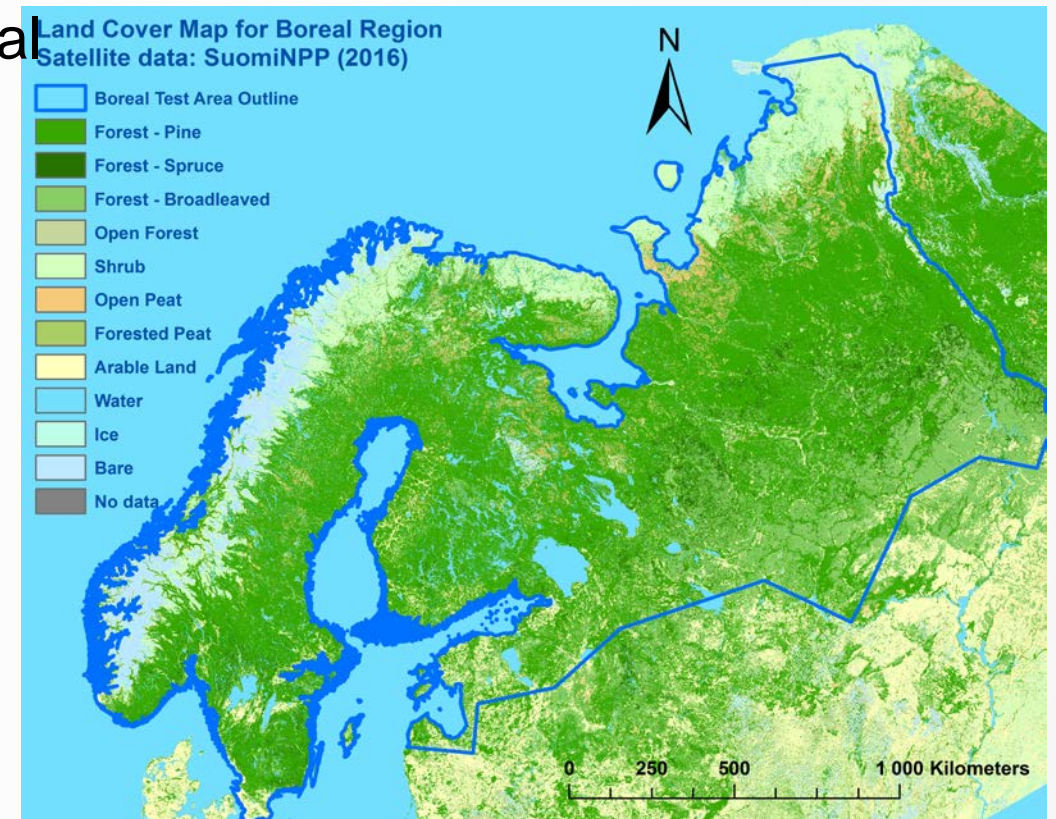 al
Land Cover Map for Boreal Region
Satellite data: SuomiNPP (2016)
N
Boreal Test Area Outline
Forest - Pine
Forest - Spruce
Forest - Broadleaved
Open Forest
Shrub
Open Peat
Forested Peat
Arable Land
Water
Ice
Bare
No data
0 250 500 1 000 Kilometers